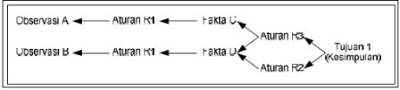 Observasi A Aturan R1 Fakta C
Aturan R3
Observasi B Aturan R1 Fakta D
Tujuan 1
(Kesimpulan)
Aturan R2